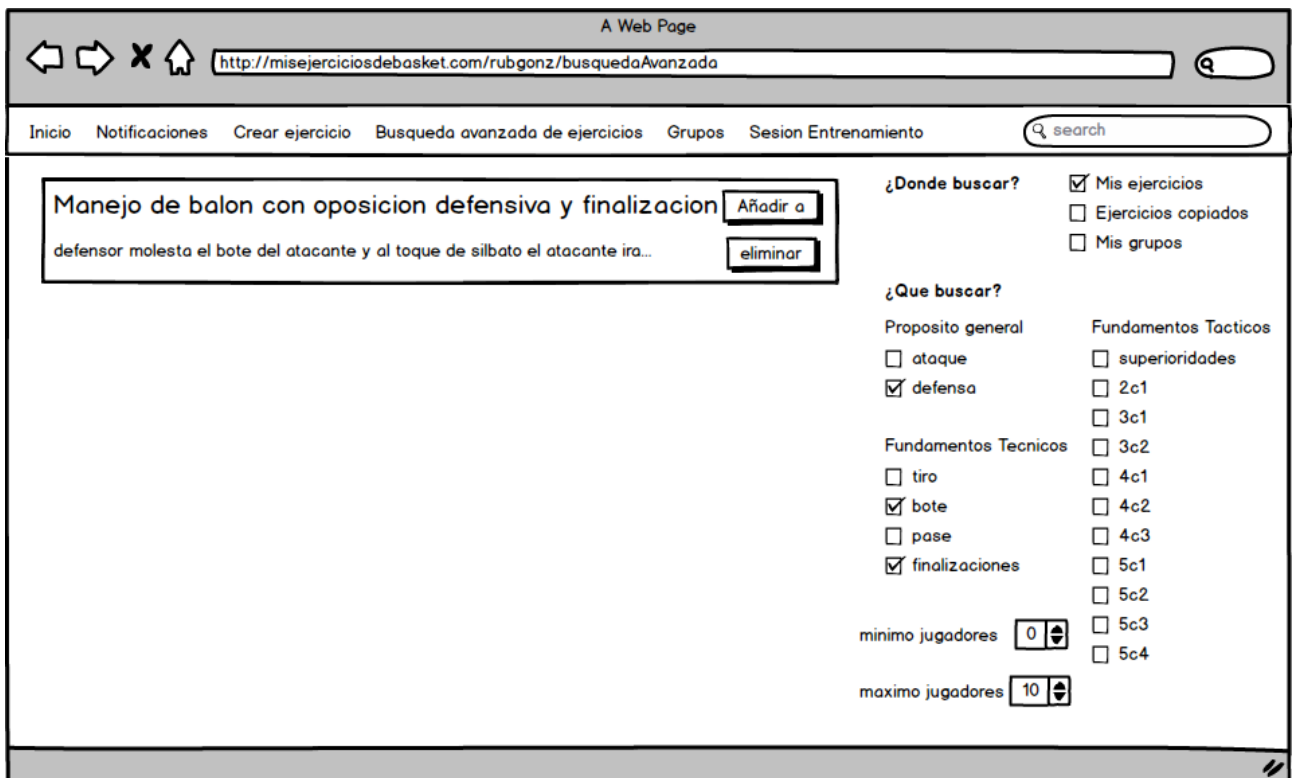 A Web Page
http://misejerciciosdebasket.com/rubgonz/busquedaAvanzada
Inicio Notificaciones Crear ejercicio Busqueda avanzada de ejercicios Grupos Sesion Entrenamiento search
Manejo de balon con oposicion defensiva y finalizacion Añadir a
defensor molesta el bote del atacante y al toque de silbato el atacante ira... eliminar
¿Donde buscar? Mis ejercicios
Ejercicios copiados
Mis grupos
¿Que buscar?
Proposito general
ataque
defensa
Fundamentos Tecnicos
tiro
bote
pase
finalizaciones
minimo jugadores 0
maximo jugadores 10
Fundamentos Tacticos
superioridades
2c1
3c1
3c2
4c1
4c2
4c3
5c1
5c2
5c3
5c4